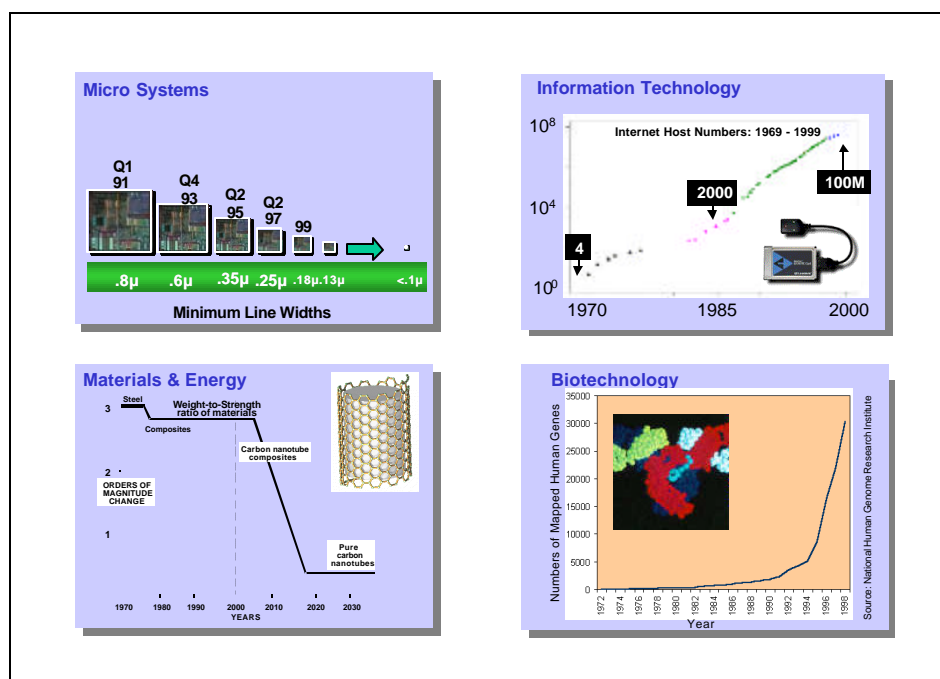 Micro Systems
Q1
91
Q4
93
Q2
95
Q2
97
99
.8µ .6µ .35µ .25µ .18µ .13µ <.1µ
Minimum Line Widths
Information Technology
Internet Host Numbers: 1969 - 1999
10⁸
10⁴
10⁰
4
2000
100M
1970 1985 2000
Materials & Energy
Steel
Weight-to-Strength
ratio of materials
Composites
Carbon nanotube
composites
Pure
carbon
nanotubes
3
2
ORDERS OF
MAGNITUDE
CHANGE
1
1970 1980 1990 2000 2020 2030
YEARS
Biotechnology
Numbers of Mapped Human Genes
35000
30000
25000
20000
15000
10000
5000
0
1972 1974 1976 1978 1980 1982 1984 1986 1988 1990 1992 1994 1996 1998
Year
Source: National Human Genome Research Institute